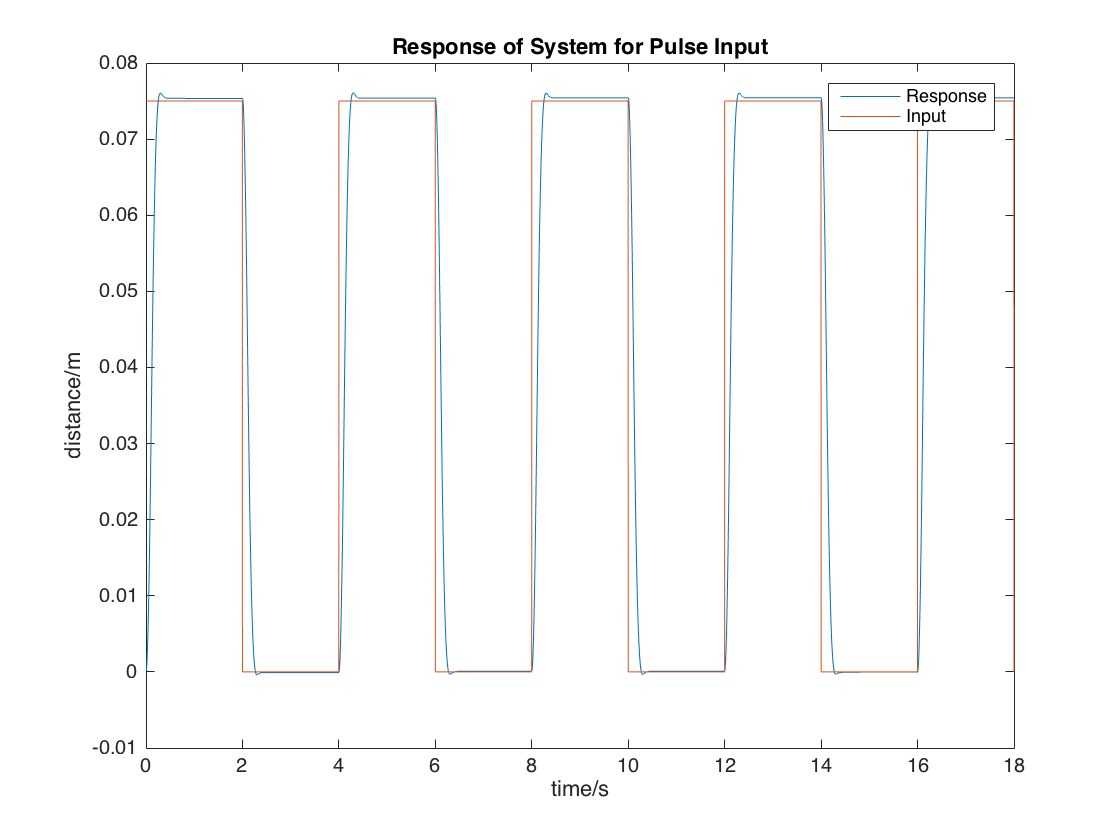 Response of System for Pulse Input
0.08
0.07
0.06
0.05
0.04
0.03
0.02
0.01
0
-0.01
distance/m
Response
Input
0 2 4 6 8 10 12 14 16 18
time/s